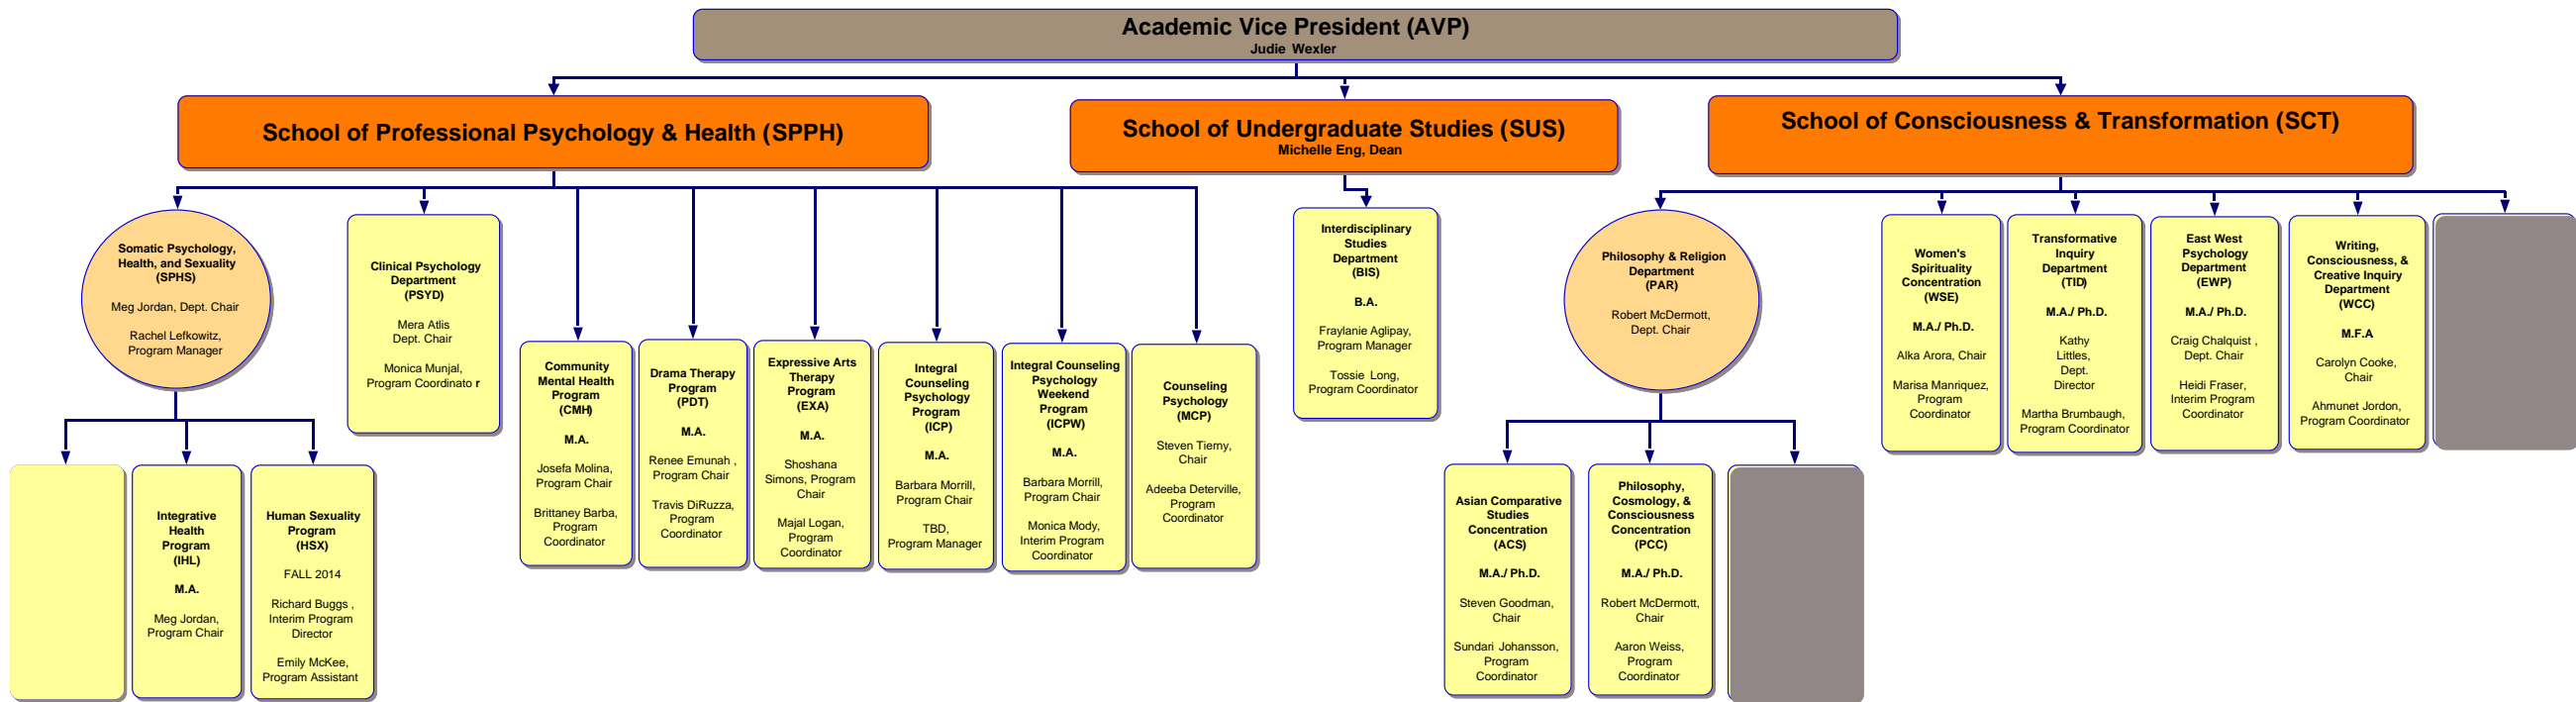 Academic Vice President (AVP)
Judie Wexler
School of Professional Psychology & Health (SPPH)
School of Undergraduate Studies (SUS)
Michelle Eng, Dean
School of Consciousness & Transformation (SCT)
Somatic Psychology,
Health, and Sexuality
(SPHS)
Meg Jordan, Dept. Chair
Rachel Lefkowitz,
Program Manager
Clinical Psychology
Department
(PSYD)
Mera Atlis
Dept. Chair
Monica Munjal,
Program Coordinato r
Community
Mental Health
Program
(CMH)
M.A.
Josefa Molina,
Program Chair
Brittaney Barba,
Program
Coordinator
Drama Therapy
Program
(PDT)
M.A.
Renee Emunah ,
Program Chair
Travis DiRuzza,
Program
Coordinator
Expressive Arts
Therapy
Program
(EXA)
M.A.
Shoshana
Simons, Program
Chair
Majal Logan,
Program
Coordinator
Integral
Counseling
Psychology
Program
(ICP)
M.A.
Barbara Morrill,
Program Chair
TBD,
Program Manager
Integral Counseling
Psychology
Weekend
Program
(ICPW)
M.A.
Barbara Morrill,
Program Chair
Monica Mody,
Interim Program
Coordinator
Counseling
Psychology
(MCP)
Steven Tierny,
Chair
Adeeba Deterville,
Program
Coordinator
Interdisciplinary
Studies
Department
(BIS)
B.A.
Fraylanie Aglipay,
Program Manager
Tossie Long,
Program Coordinator
Philosophy & Religion
Department
(PAR)
Robert McDermott,
Dept. Chair
Women's
Spirituality
Concentration
(WSE)
M.A./ Ph.D.
Alka Arora, Chair
Marisa Manriquez,
Program
Coordinator
Transformative
Inquiry
Department
(TID)
M.A./ Ph.D.
Kathy
Littles,
Dept.
Director
Martha Brumbaugh,
Program Coordinator
East West
Psychology
Department
(EWP)
M.A./ Ph.D.
Craig Chalquist ,
Dept. Chair
Heidi Fraser,
Interim Program
Coordinator
Writing,
Consciousness, &
Creative Inquiry
Department
(WCC)
M.F.A
Carolyn Cooke,
Chair
Ahmunet Jordon,
Program Coordinator
Integrative
Health
Program
(IHL)
M.A.
Meg Jordan,
Program Chair
Human Sexuality
Program
(HSX)
FALL 2014
Richard Buggs ,
Interim Program
Director
Emily McKee,
Program Assistant
Asian Comparative
Studies
Concentration
(ACS)
M.A./ Ph.D.
Steven Goodman,
Chair
Sundari Johansson,
Program
Coordinator
Philosophy,
Cosmology, &
Consciousness
Concentration
(PCC)
M.A./ Ph.D.
Robert McDermott,
Chair
Aaron Weiss,
Program
Coordinator